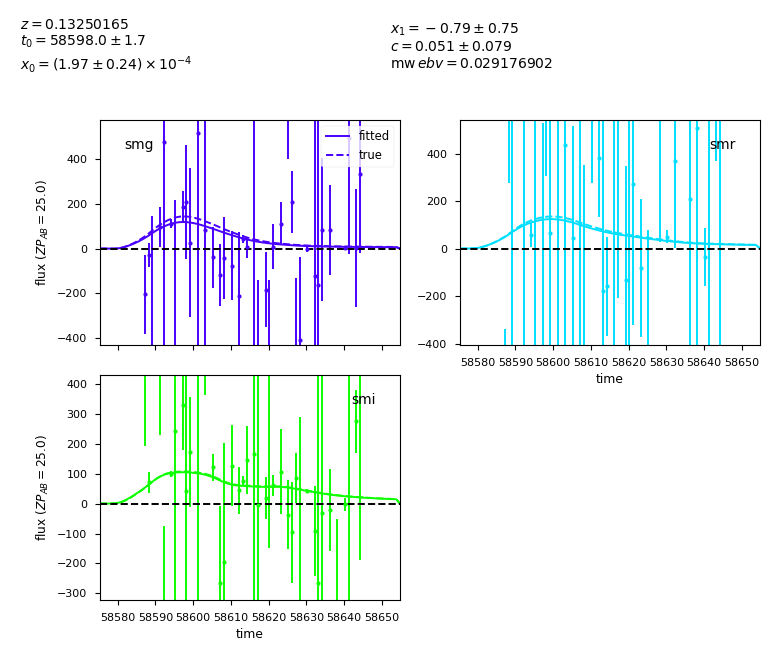 z = 0.13250165
t₀ = 58598.0 ± 1.7
x₀ = (1.97 ± 0.24) × 10⁻⁴
x₁ = −0.79 ± 0.75
c = 0.051 ± 0.079
mwebv = 0.029176902
smg
fitted
true
400
200
0
−200
−400
flux (ZP_AB = 25.0)
smr
400
200
0
−200
−400
58580 58590 58600 58610 58620 58630 58640 58650
time
smi
400
300
200
100
0
−100
−200
−300
flux (ZP_AB = 25.0)
58580 58590 58600 58610 58620 58630 58640 58650
time